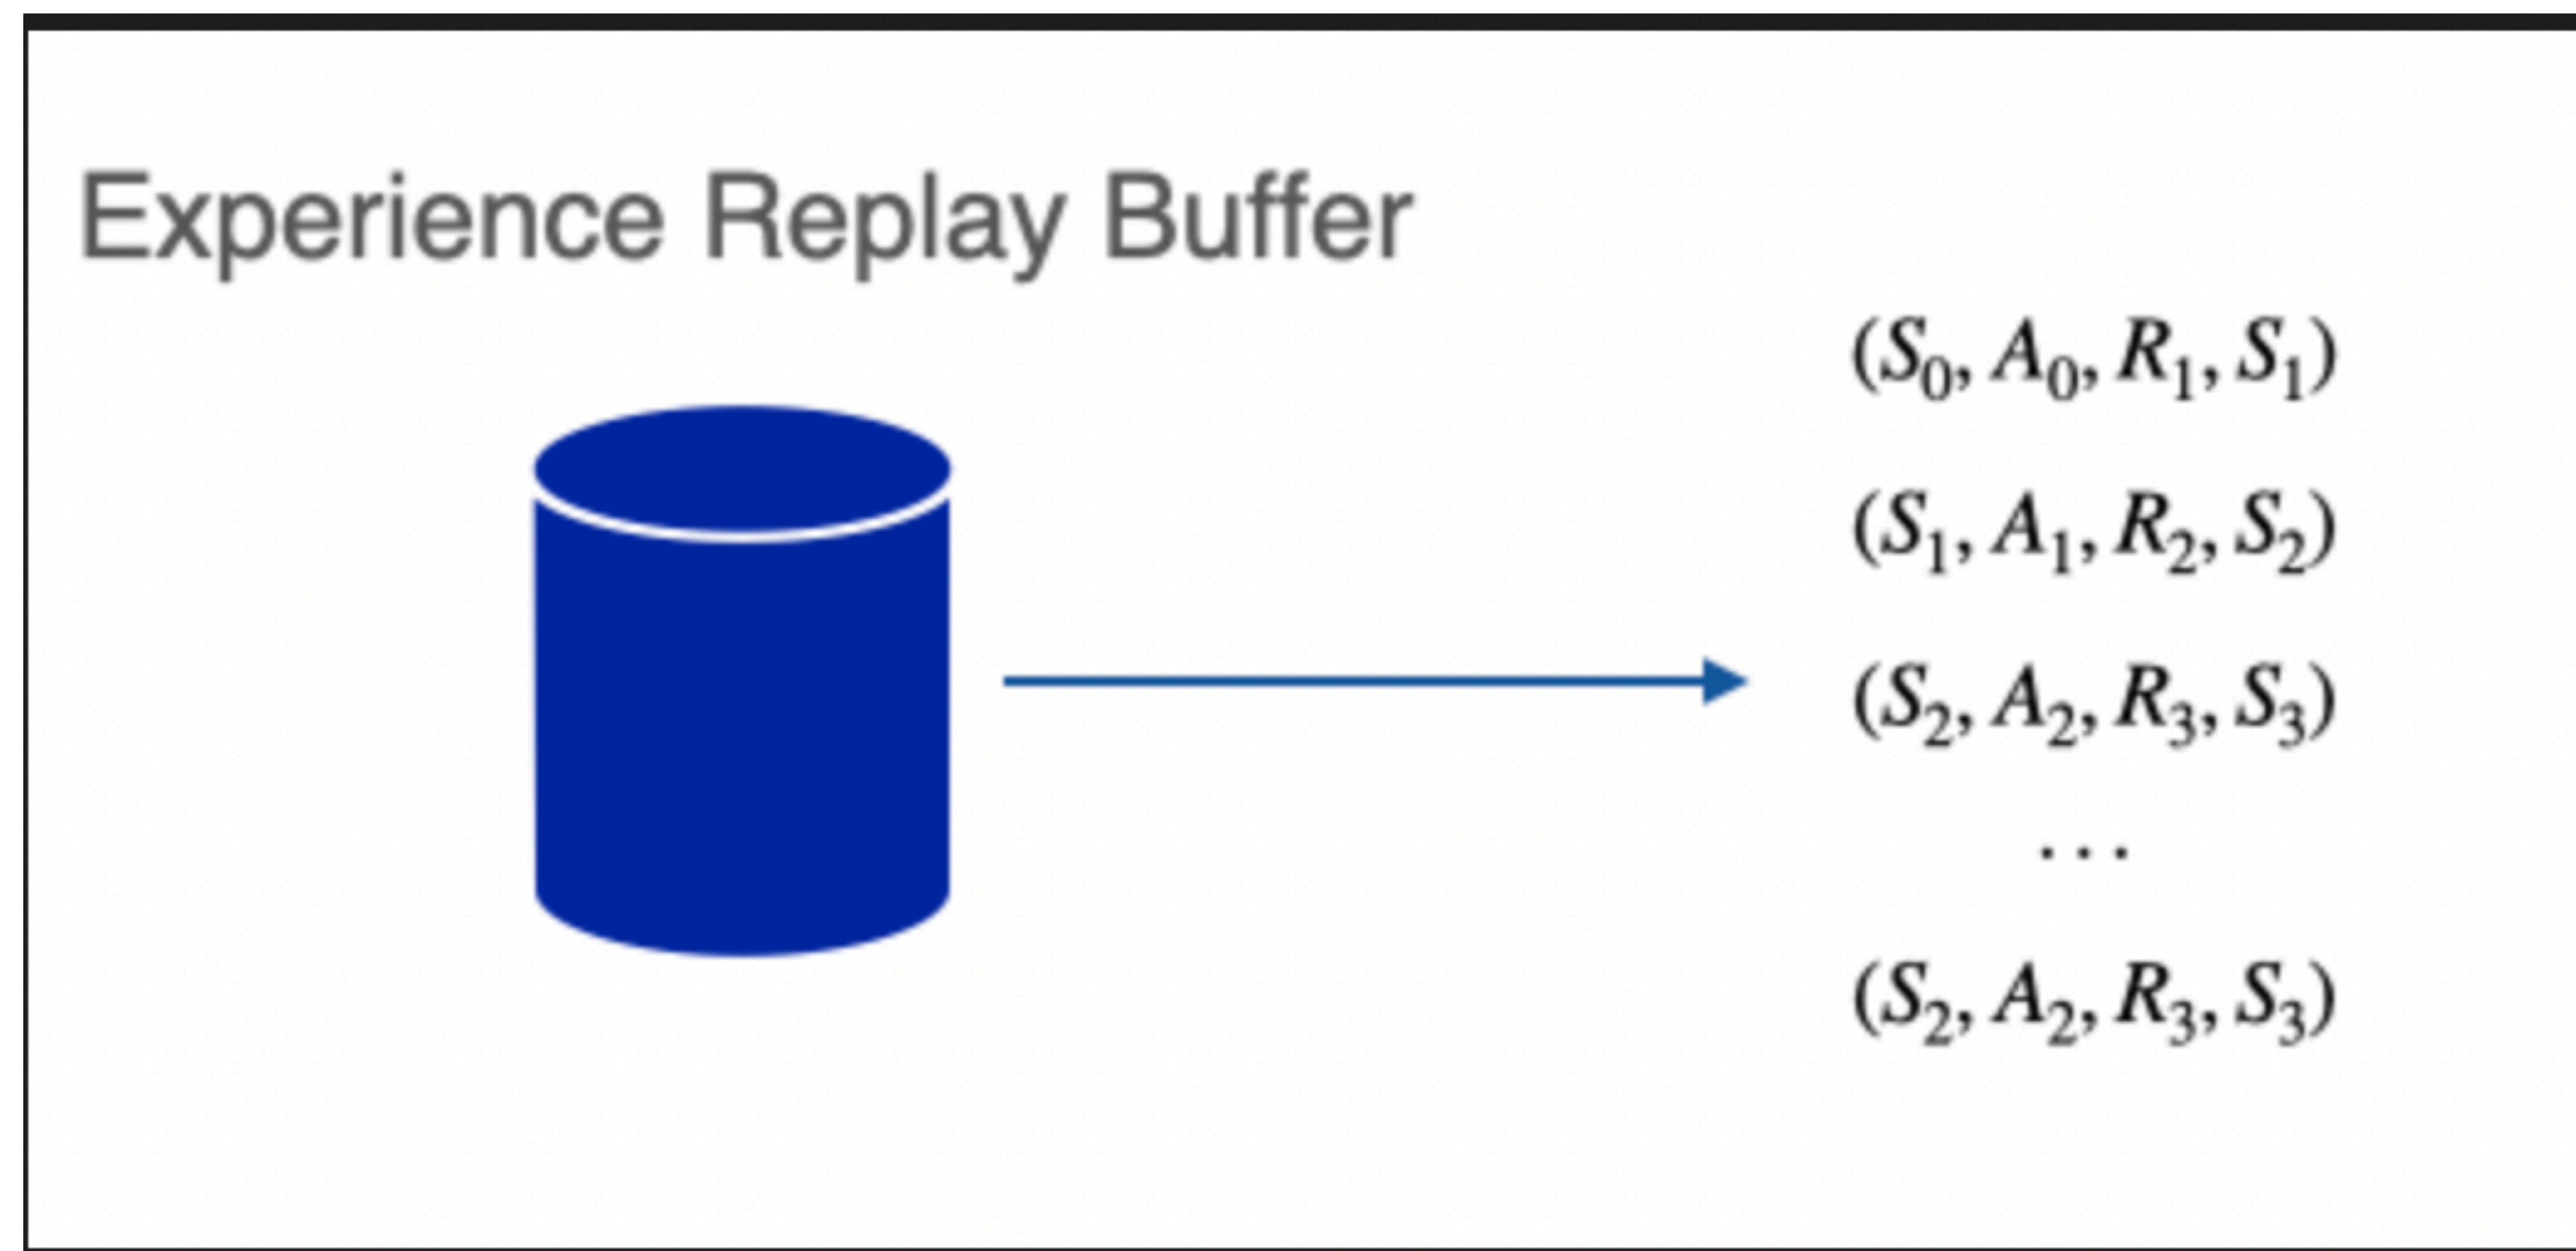 Experience Replay Buffer
(S₀, A₀, R₁, S₁)
(S₁, A₁, R₂, S₂)
(S₂, A₂, R₃, S₃)
...
(S₂, A₂, R₃, S₃)